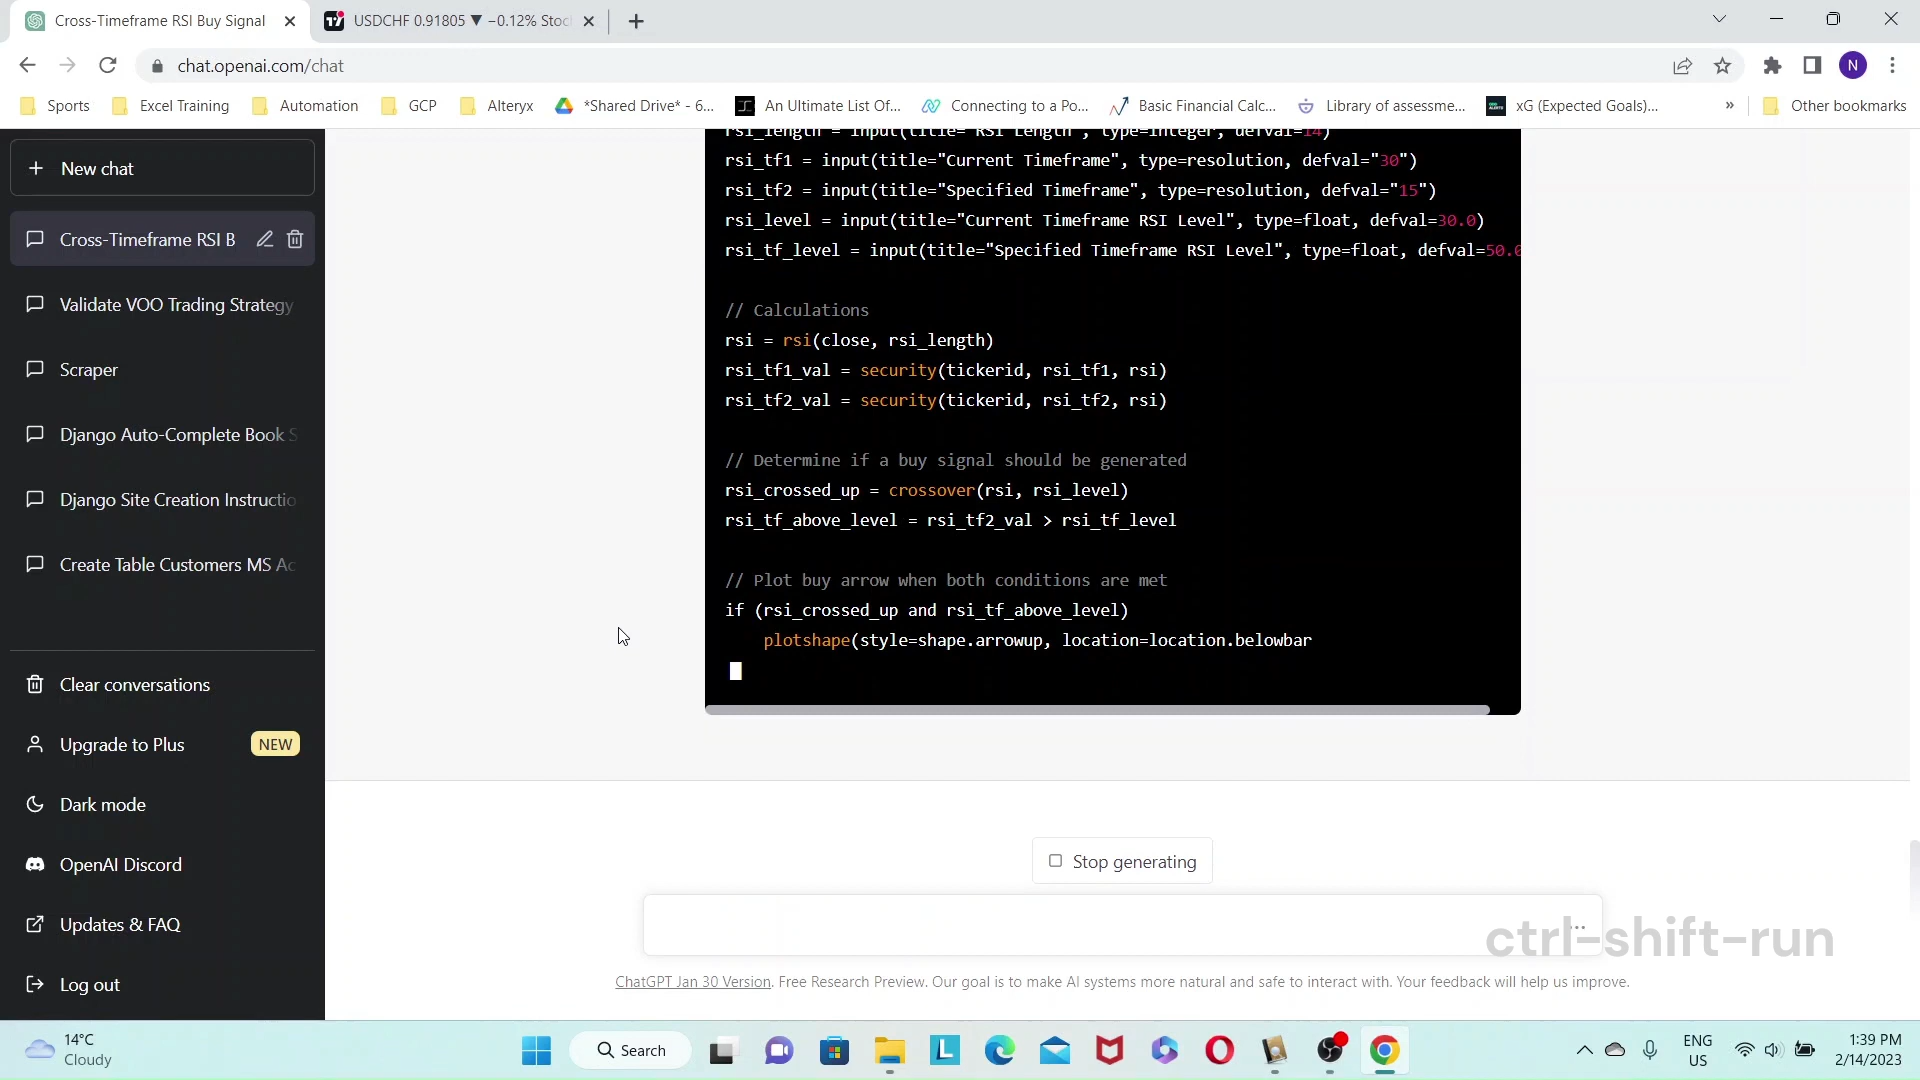 Cross-Timeframe RSI Buy Signal
USDCHF 0.91805 ▼ −0.12% Stoc
chat.openai.com/chat
N
Sports
Excel Training
Automation
GCP
Alteryx
*Shared Drive* - 6...
An Ultimate List Of...
Connecting to a Po...
Basic Financial Calc...
Library of assessme...
xG (Expected Goals)...
»
Other bookmarks
New chat
Cross-Timeframe RSI B
Validate VOO Trading Strategy
Scraper
Django Auto-Complete Book S
Django Site Creation Instructio
Create Table Customers MS Ac
Clear conversations
Upgrade to Plus
NEW
Dark mode
OpenAI Discord
Updates & FAQ
Log out
rsi_length = input(title="RSI Length", type=integer, defval=14)
rsi_tf1 = input(title="Current Timeframe", type=resolution, defval="30")
rsi_tf2 = input(title="Specified Timeframe", type=resolution, defval="15")
rsi_level = input(title="Current Timeframe RSI Level", type=float, defval=30.0)
rsi_tf_level = input(title="Specified Timeframe RSI Level", type=float, defval=50.0
// Calculations
rsi = rsi(close, rsi_length)
rsi_tf1_val = security(tickerid, rsi_tf1, rsi)
rsi_tf2_val = security(tickerid, rsi_tf2, rsi)
// Determine if a buy signal should be generated
rsi_crossed_up = crossover(rsi, rsi_level)
rsi_tf_above_level = rsi_tf2_val > rsi_tf_level
// Plot buy arrow when both conditions are met
if (rsi_crossed_up and rsi_tf_above_level)
    plotshape(style=shape.arrowup, location=location.belowbar
Stop generating
...
ctrl-shift-run
ChatGPT Jan 30 Version. Free Research Preview. Our goal is to make AI systems more natural and safe to interact with. Your feedback will help us improve.
14°C
Cloudy
Search
L
ENG
US
1:39 PM
2/14/2023